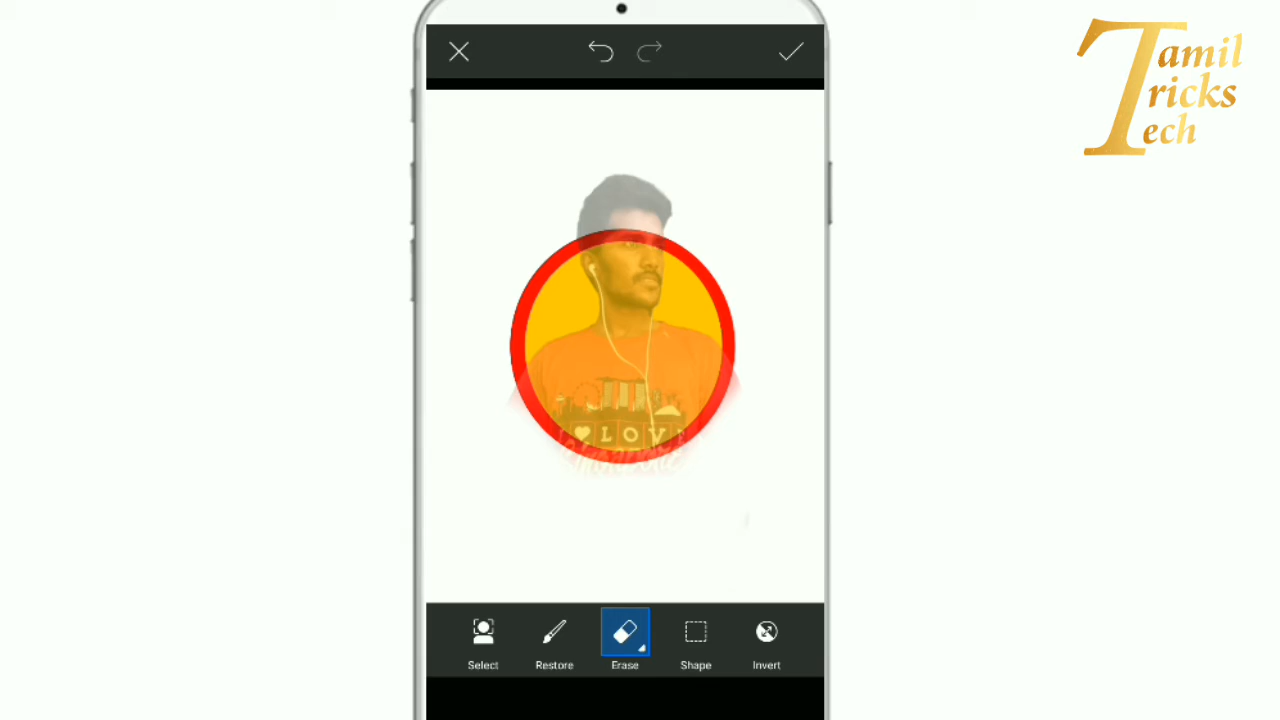 Tamil
Tricks
Tech
LOVE
Select
Restore
Erase
Shape
Invert